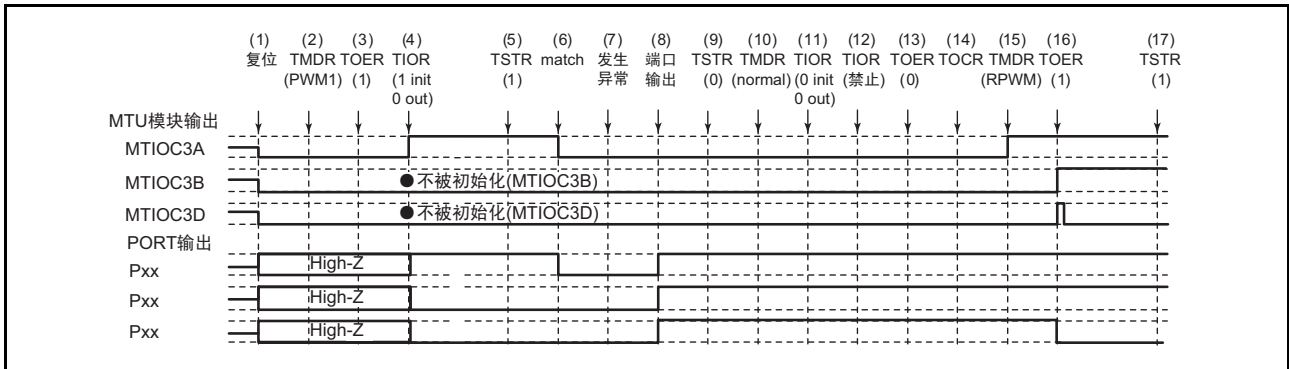 (1) (2) (3) (4) (5) (6) (7) (8) (9) (10) (11) (12) (13) (14) (15) (16) (17)
复位 TMDR TOER TIOR TSTR match 发生 端口 TSTR TMDR TIOR TIOR TOER TOCR TMDR TOER TSTR
(PWM1) (1) (1 init (1) 异常 输出 (0) (normal) (0 init (禁止) (0) (RPWM) (1) (1)
0 out) 0 out)
MTU模块输出
MTIOC3A
MTIOC3B ●不被初始化(MTIOC3B)
MTIOC3D ●不被初始化(MTIOC3D)
PORT输出
Pxx High-Z
Pxx High-Z
Pxx High-Z